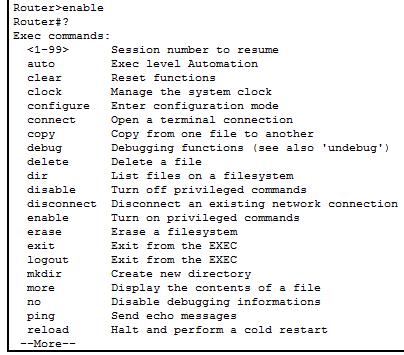 Router>enable
Router#?
Exec commands:
  <1-99>      Session number to resume
  auto        Exec level Automation
  clear       Reset functions
  clock       Manage the system clock
  configure   Enter configuration mode
  connect     Open a terminal connection
  copy        Copy from one file to another
  debug       Debugging functions (see also 'undebug')
  delete      Delete a file
  dir         List files on a filesystem
  disable     Turn off privileged commands
  disconnect  Disconnect an existing network connection
  enable      Turn on privileged commands
  erase       Erase a filesystem
  exit        Exit from the EXEC
  logout      Exit from the EXEC
  mkdir       Create new directory
  more        Display the contents of a file
  no          Disable debugging informations
  ping        Send echo messages
  reload      Halt and perform a cold restart
 --More--